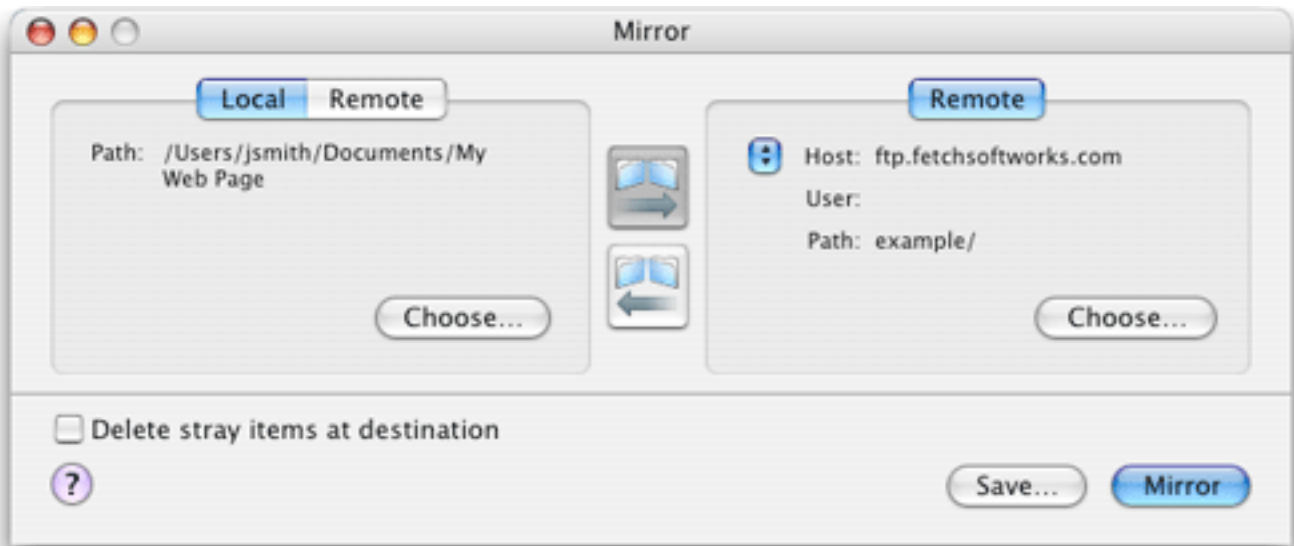 Mirror
Local Remote
Path: /Users/jsmith/Documents/My
Web Page
Choose...
Remote
Host: ftp.fetchsoftworks.com
User:
Path: example/
Choose...
Delete stray items at destination
?
Save...
Mirror